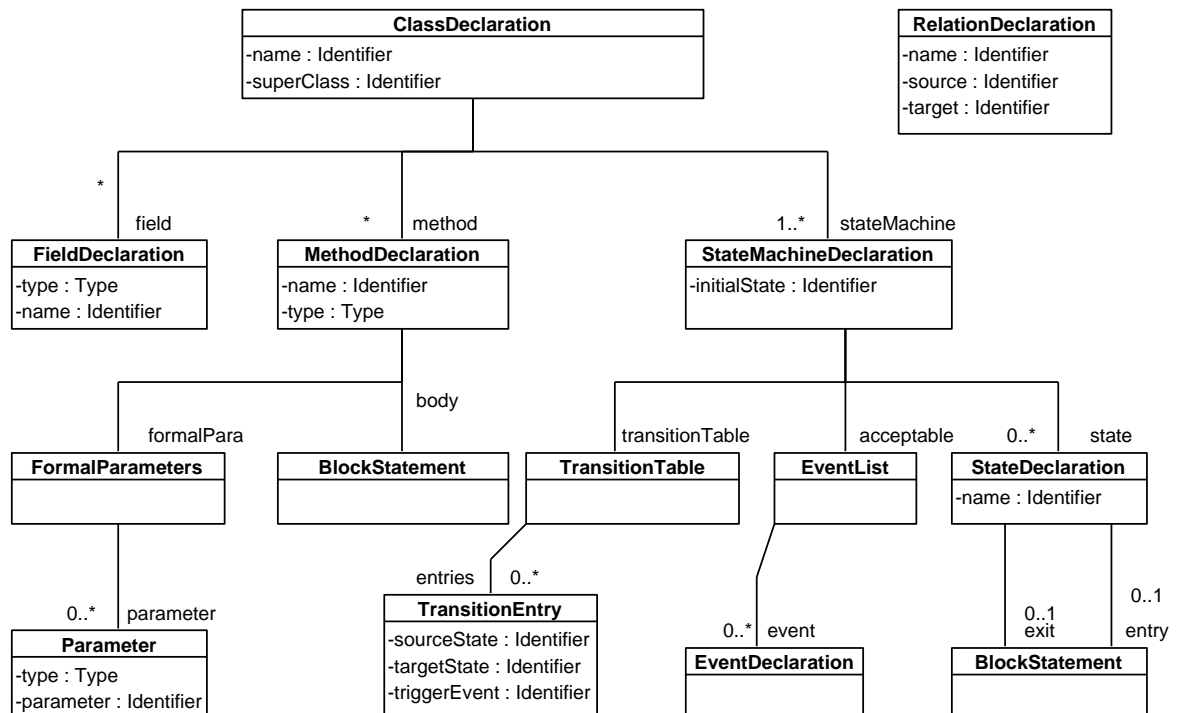 ClassDeclaration
-name : Identifier
-superClass : Identifier
RelationDeclaration
-name : Identifier
-source : Identifier
-target : Identifier
*
field
*
method
1..*
stateMachine
FieldDeclaration
-type : Type
-name : Identifier
MethodDeclaration
-name : Identifier
-type : Type
StateMachineDeclaration
-initialState : Identifier
formalPara
body
transitionTable
acceptable
0..*
state
FormalParameters
BlockStatement
TransitionTable
EventList
StateDeclaration
-name : Identifier
0..*
parameter
entries
0..*
0..*
event
0..1
exit
0..1
entry
Parameter
-type : Type
-parameter : Identifier
TransitionEntry
-sourceState : Identifier
-targetState : Identifier
-triggerEvent : Identifier
EventDeclaration
BlockStatement